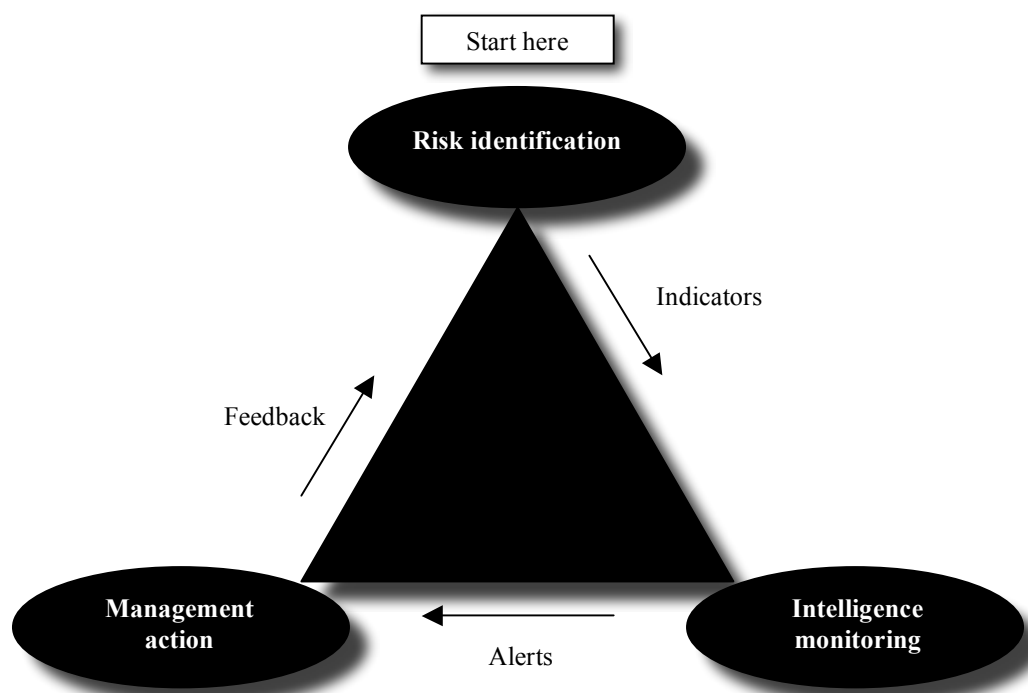 Start here
Risk identification
Indicators
Feedback
Management
action
Intelligence
monitoring
Alerts